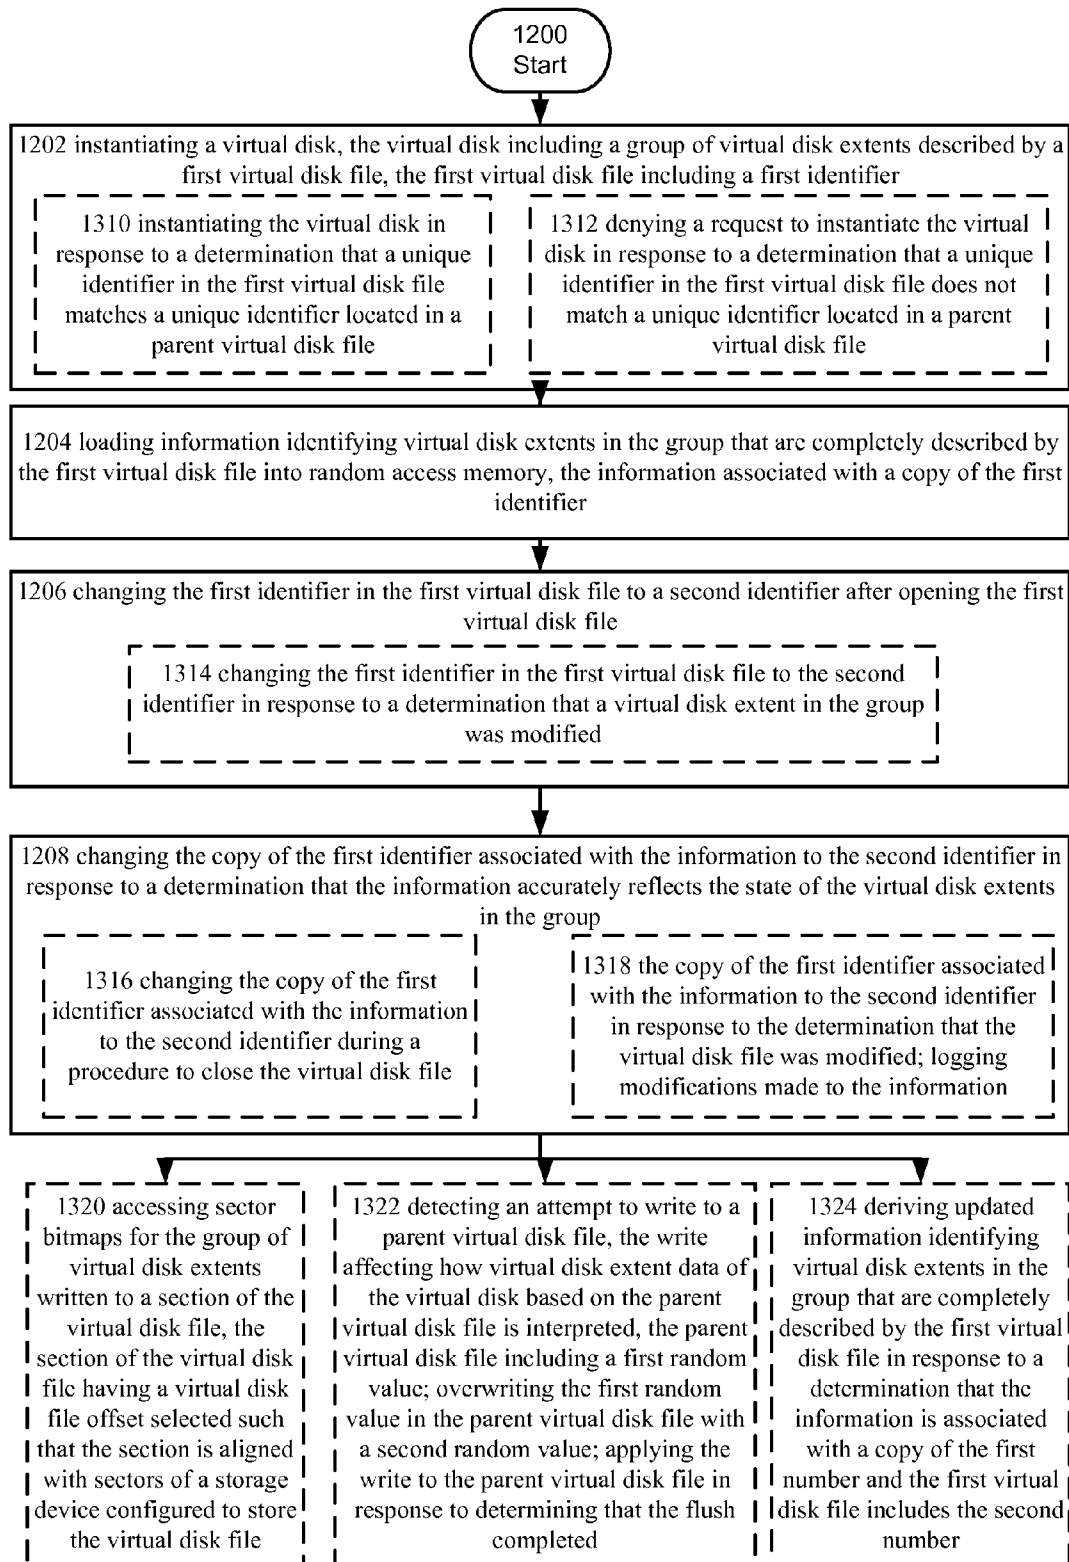 1200
Start
1202 instantiating a virtual disk, the virtual disk including a group of virtual disk extents described by a
first virtual disk file, the first virtual disk file including a first identifier
1310 instantiating the virtual disk in
response to a determination that a unique
identifier in the first virtual disk file
matches a unique identifier located in a
parent virtual disk file
1312 denying a request to instantiate the virtual
disk in response to a determination that a unique
identifier in the first virtual disk file does not
match a unique identifier located in a parent
virtual disk file
1204 loading information identifying virtual disk extents in the group that are completely described by
the first virtual disk file into random access memory, the information associated with a copy of the first
identifier
1206 changing the first identifier in the first virtual disk file to a second identifier after opening the first
virtual disk file
1314 changing the first identifier in the first virtual disk file to the second
identifier in response to a determination that a virtual disk extent in the group
was modified
1208 changing the copy of the first identifier associated with the information to the second identifier in
response to a determination that the information accurately reflects the state of the virtual disk extents
in the group
1316 changing the copy of the first
identifier associated with the information
to the second identifier during a
procedure to close the virtual disk file
1318 the copy of the first identifier associated
with the information to the second identifier
in response to the determination that the
virtual disk file was modified; logging
modifications made to the information
1320 accessing sector
bitmaps for the group of
virtual disk extents
written to a section of the
virtual disk file, the
section of the virtual disk
file having a virtual disk
file offset selected such
that the section is aligned
with sectors of a storage
device configured to store
the virtual disk file
1322 detecting an attempt to write to a
parent virtual disk file, the write
affecting how virtual disk extent data of
the virtual disk based on the parent
virtual disk file is interpreted, the parent
virtual disk file including a first random
value; overwriting the first random
value in the parent virtual disk file with
a second random value; applying the
write to the parent virtual disk file in
response to determining that the flush
completed
1324 deriving updated
information identifying
virtual disk extents in the
group that are completely
described by the first virtual
disk file in response to a
determination that the
information is associated
with a copy of the first
number and the first virtual
disk file includes the second
number